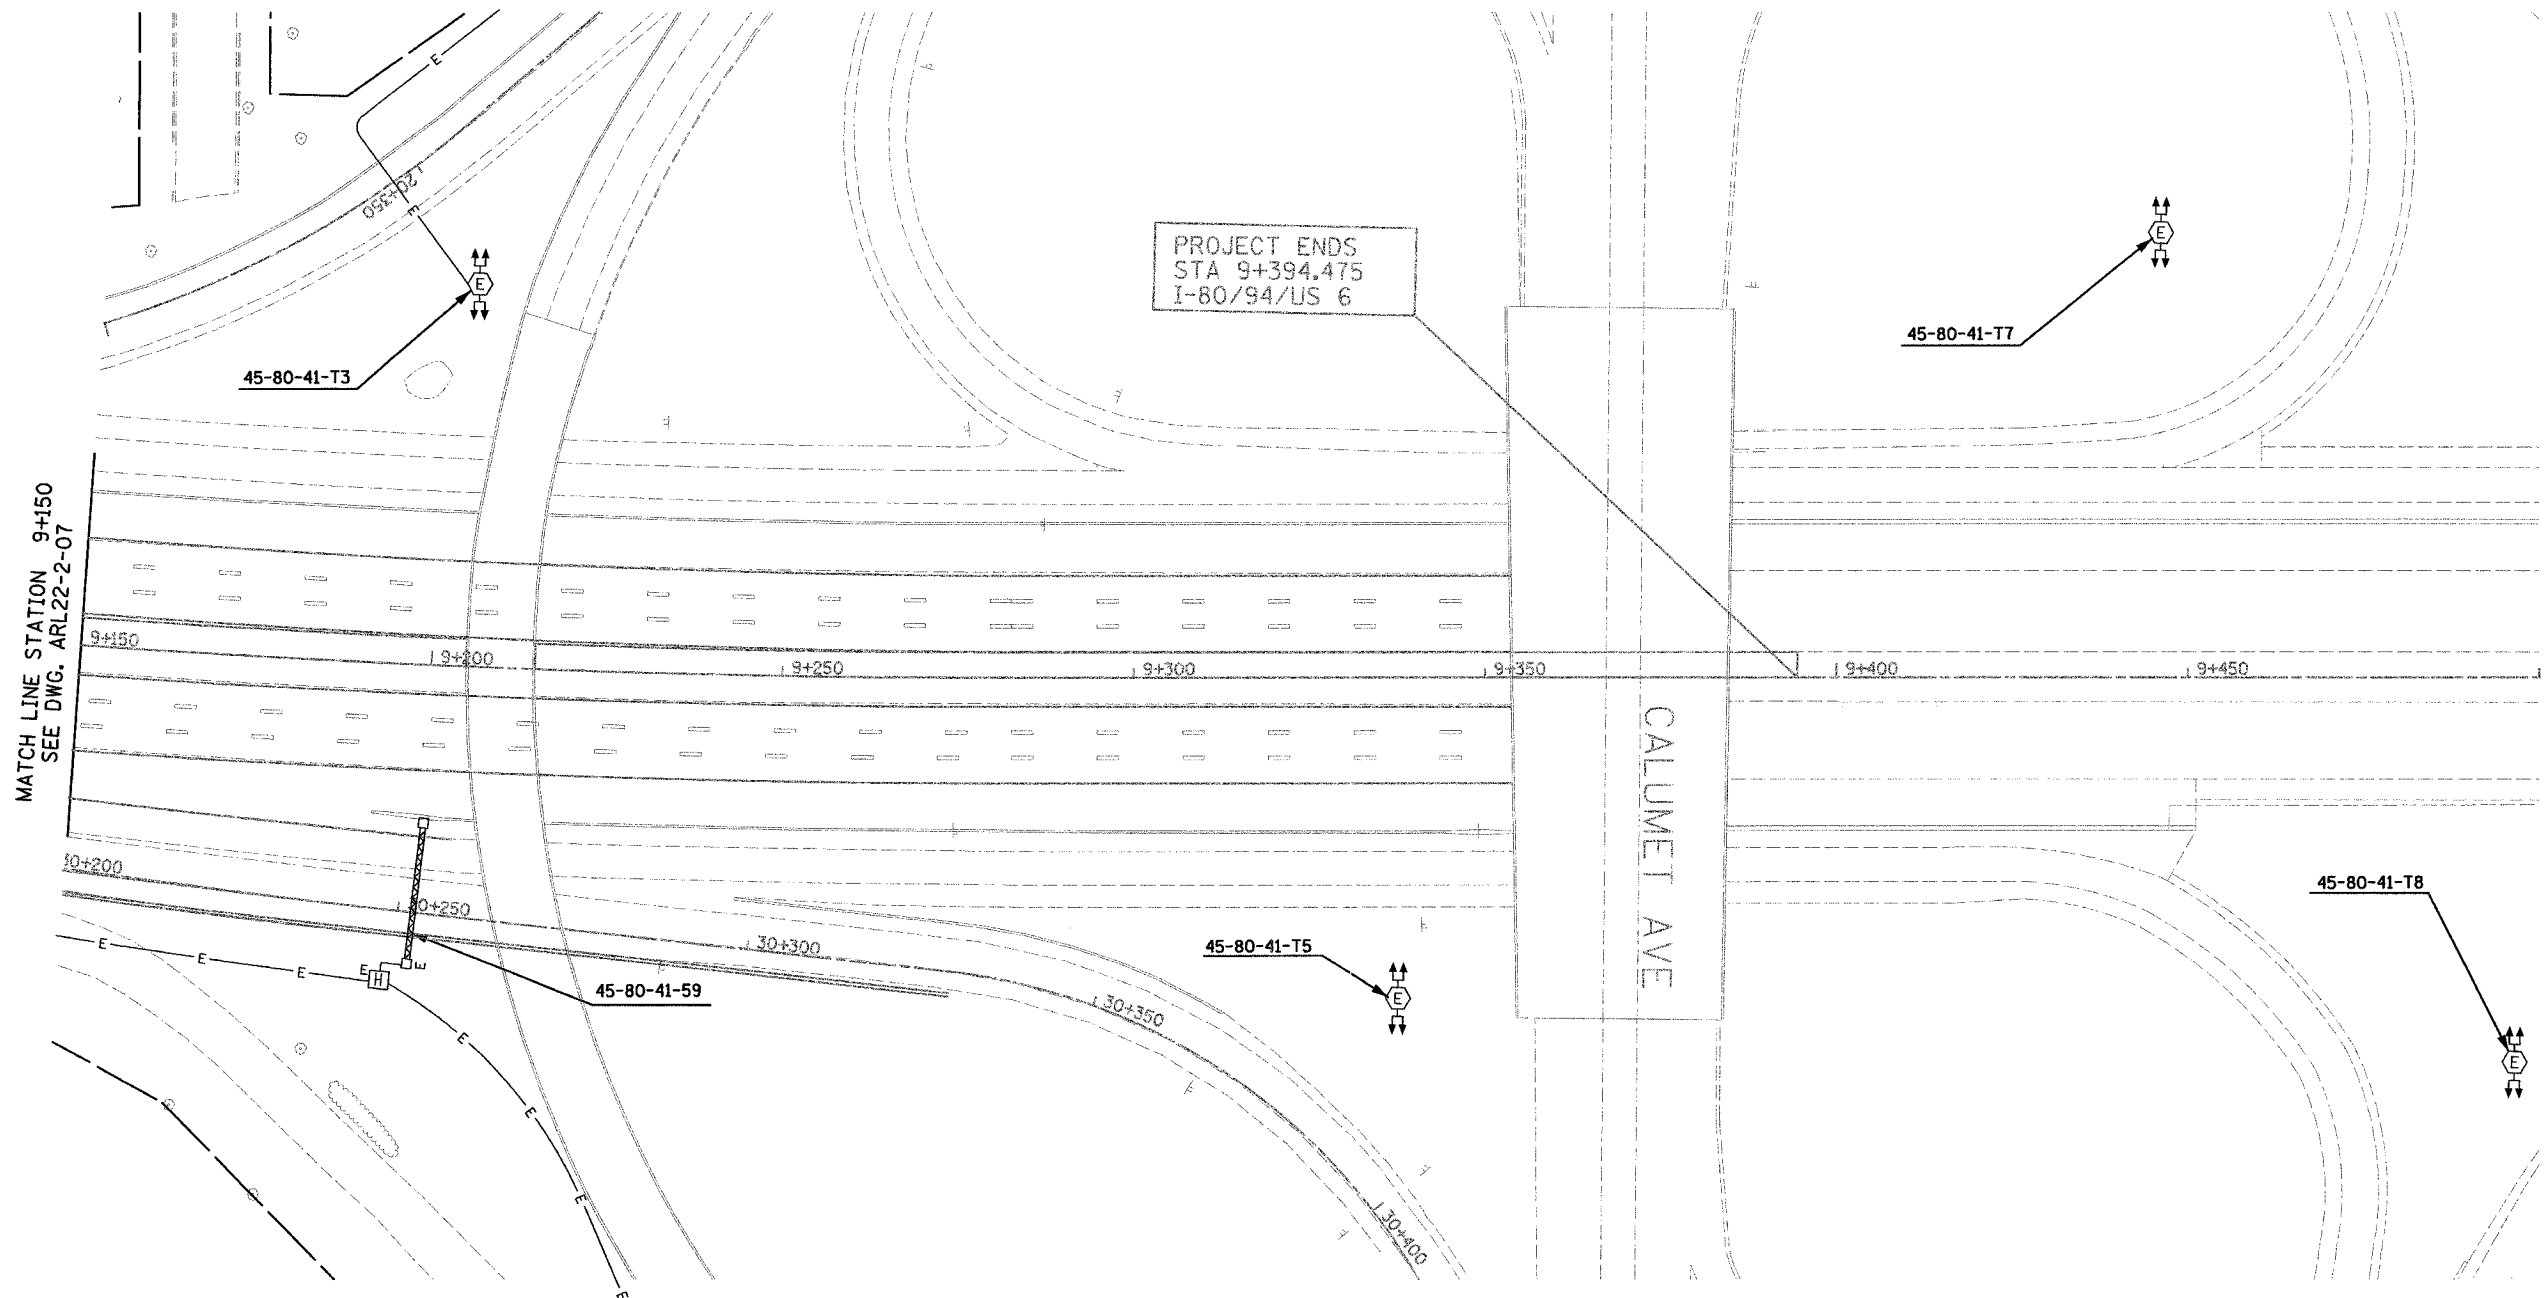 E
20+350
E
E
45-80-41-T3
PROJECT ENDS
STA 9+394.475
I-80/94/US 6
E
45-80-41-T7
MATCH LINE STATION 9+150
SEE DWG. ARL22-2-07
9+150
9+200
9+250
9+300
9+350
9+400
9+450
CALUMET AVE
30+200
30+250
30+300
30+350
30+400
E
E
E
E
H
E
45-80-41-59
45-80-41-T5
E
45-80-41-T8
E
E
E
E
E